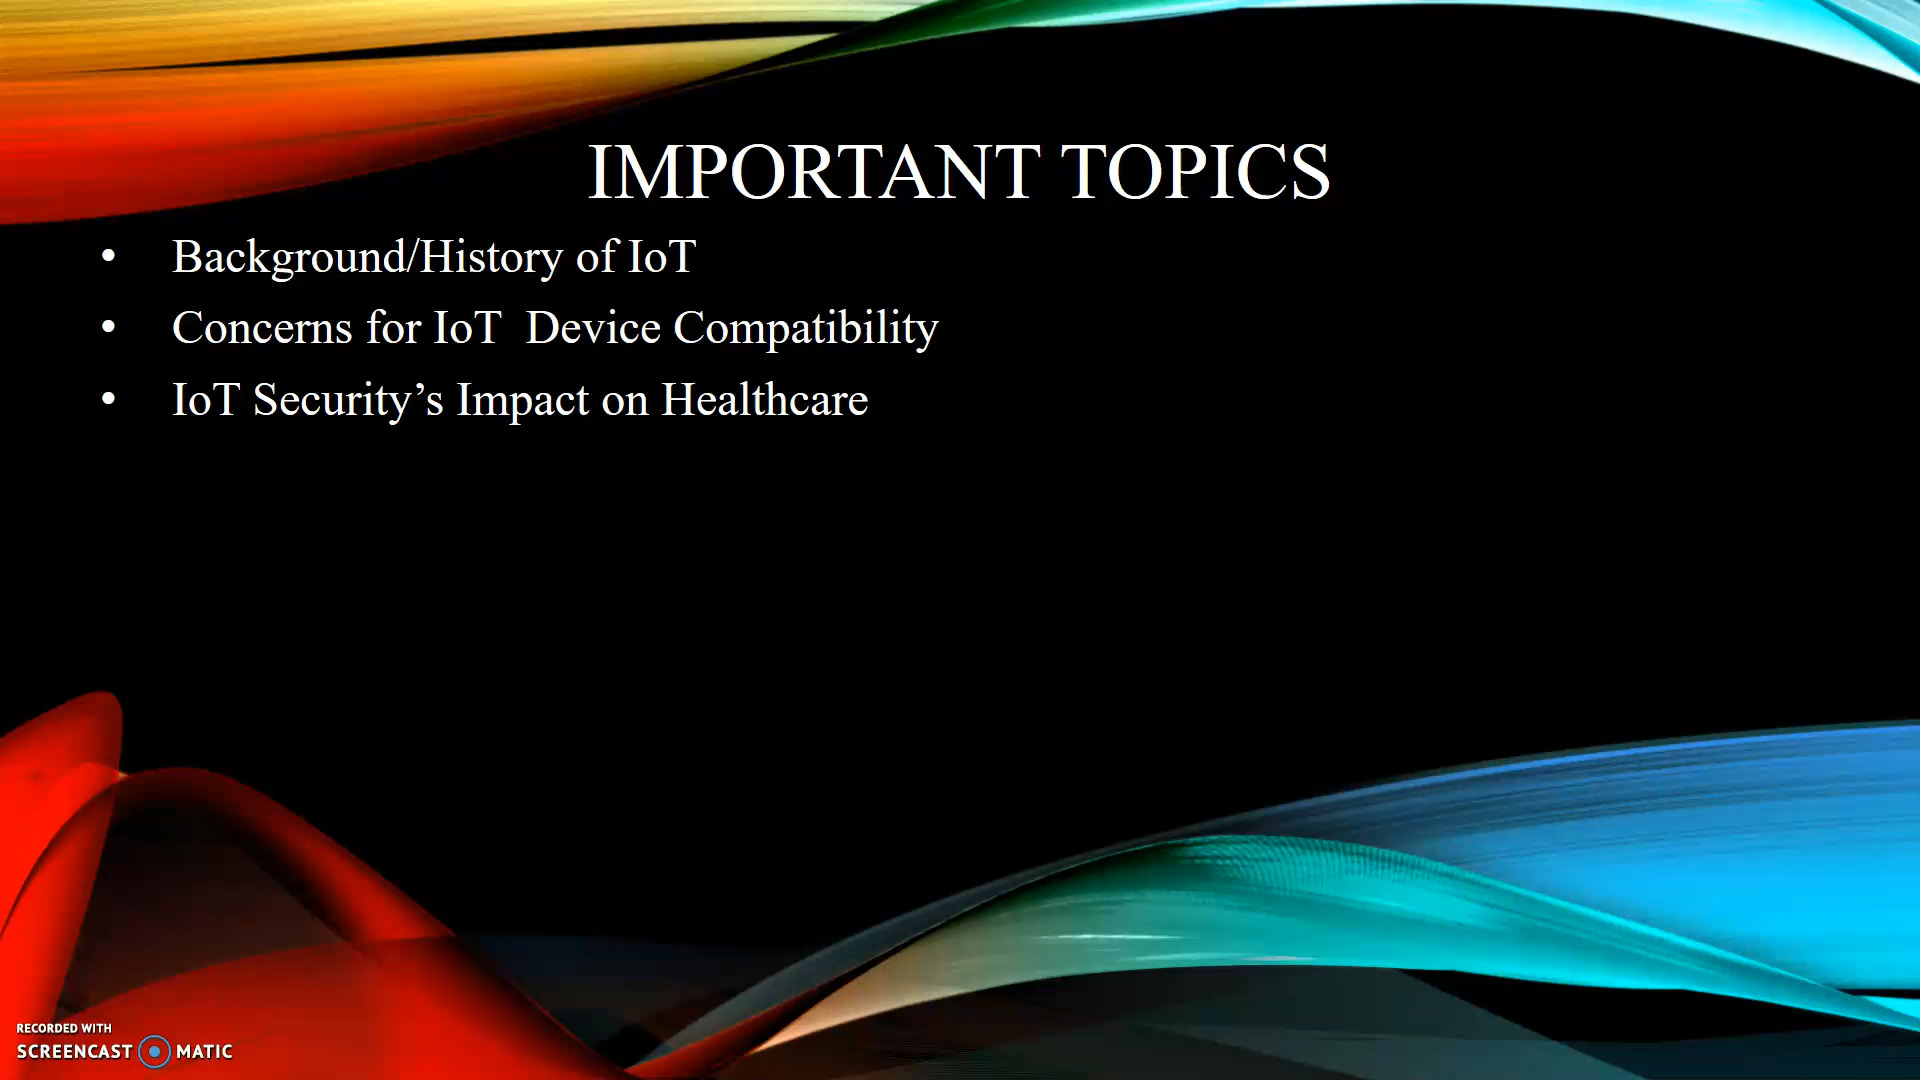 IMPORTANT TOPICS
• Background/History of IoT
• Concerns for IoT  Device Compatibility
• IoT Security’s Impact on Healthcare
RECORDED WITH
SCREENCAST MATIC